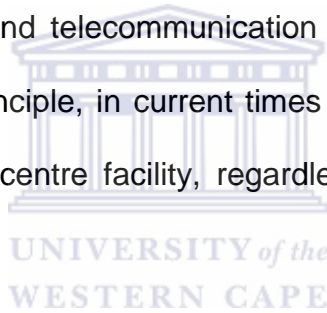 nd telecommunication
nciple, in current times
centre facility, regardle
UNIVERSITY of the
WESTERN CAPE